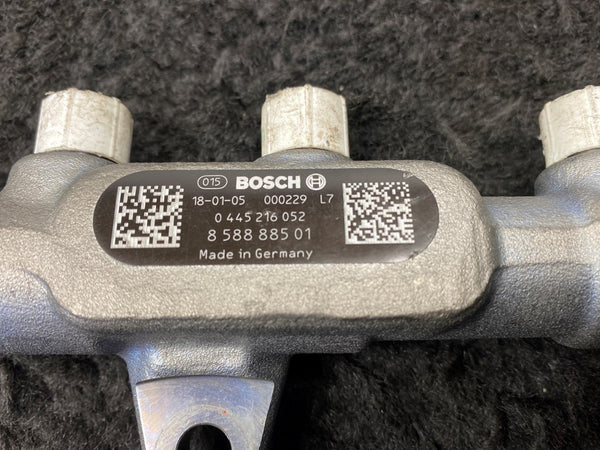 015 BOSCH
18-01-05 000229 L7
0 445 216 052
8 588 885 01
Made in Germany